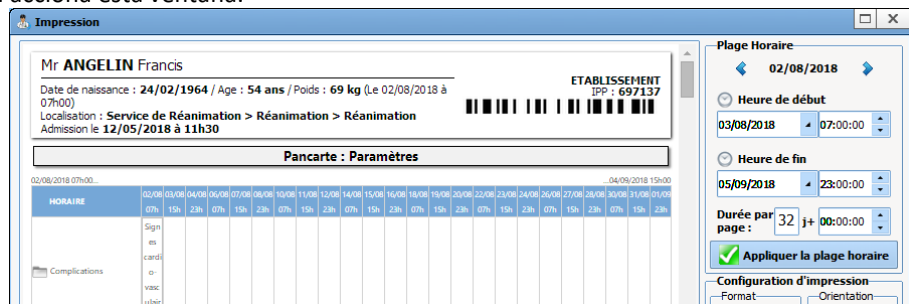 Impression
Mr ANGELIN Francis
Date de naissance : 24/02/1964 / Age : 54 ans / Poids : 69 kg (Le 02/08/2018 à
07h00)
Localisation : Service de Réanimation > Réanimation > Réanimation
Admission le 12/05/2018 à 11h30
ETABLISSEMENT
IPP : 697137
Pancarte : Paramètres
02/08/2018 07h00...
...04/09/2018 15h00
HORAIRE
02/08 03/08 04/08 06/08 07/08 08/08 10/08 11/08 12/08 14/08 15/08 16/08 18/08 19/08 20/08 22/08 23/08 24/08 26/08 27/08 28/08 30/08 31/08 01/09
07h 15h 23h 07h 15h 23h 07h 15h 23h 07h 15h 23h 07h 15h 23h 07h 15h 23h 07h 15h 23h 07h 15h 23h
Complications
Sign
es
cardi
o-
vasc
ulair
Plage Horaire
02/08/2018
Heure de début
03/08/2018 07:00:00
Heure de fin
05/09/2018 23:00:00
Durée par
page : 32 j+ 00:00:00
Appliquer la plage horaire
Configuration d'impression
Format Orientation